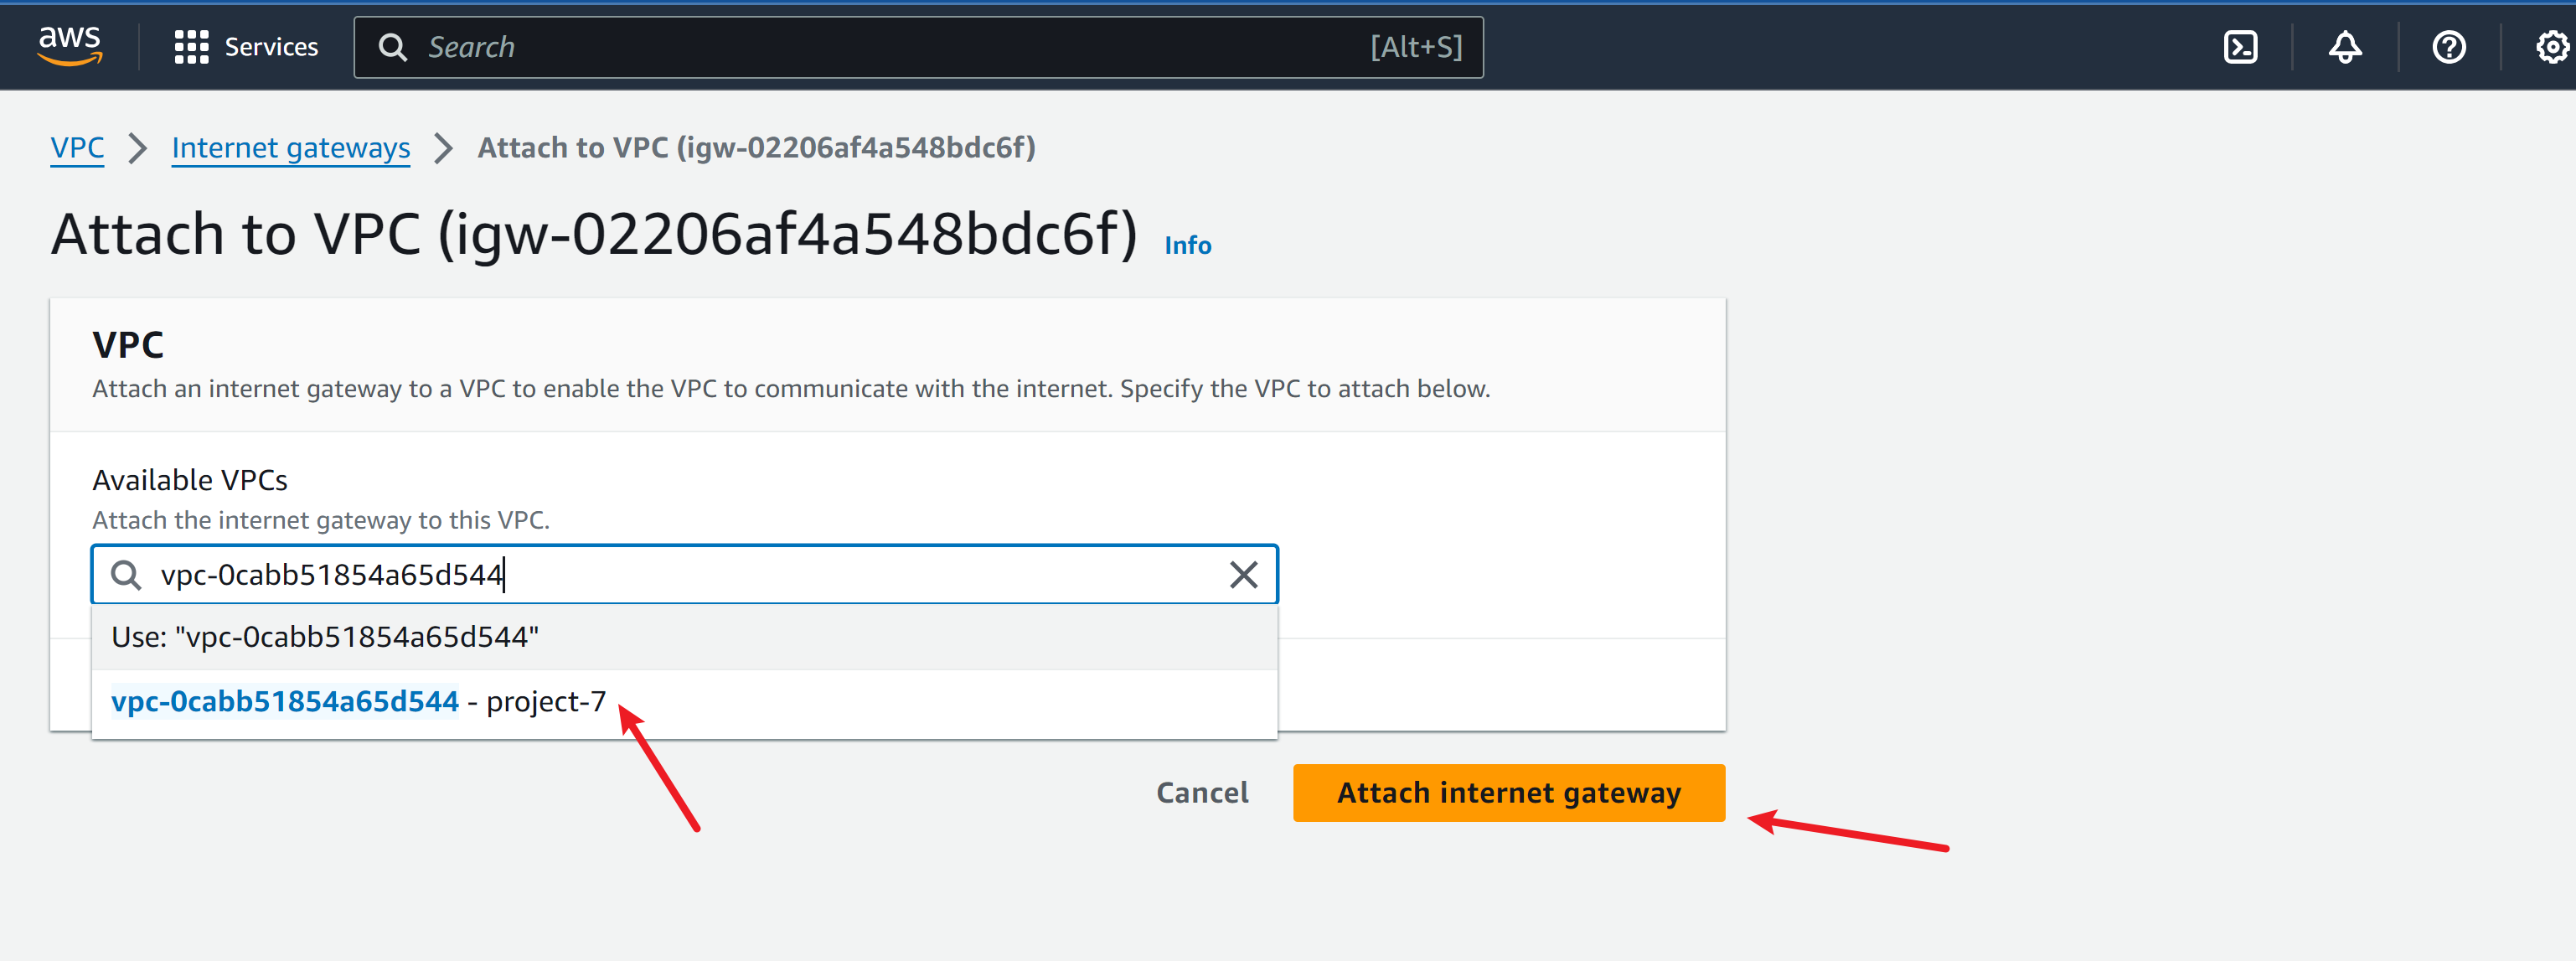 aws
Services
Search
[Alt+S]
VPC
Internet gateways
Attach to VPC (igw-02206af4a548bdc6f)
Attach to VPC (igw-02206af4a548bdc6f)
Info
VPC
Attach an internet gateway to a VPC to enable the VPC to communicate with the internet. Specify the VPC to attach below.
Available VPCs
Attach the internet gateway to this VPC.
vpc-0cabb51854a65d544
Use: "vpc-0cabb51854a65d544"
vpc-0cabb51854a65d544 - project-7
Cancel
Attach internet gateway